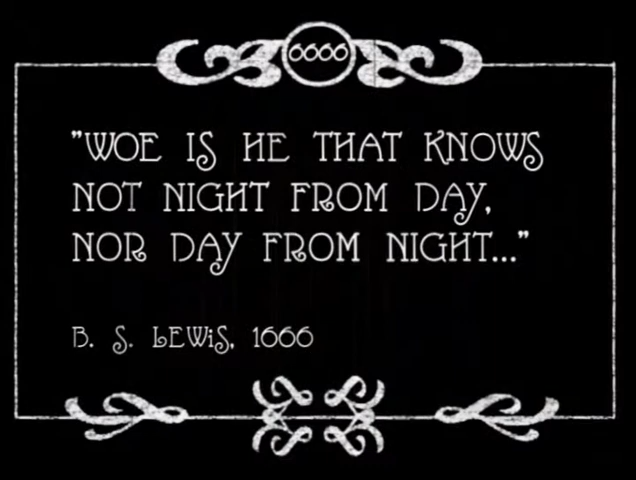 6666
"WOE IS HE THAT KNOWS
NOT NIGHT FROM DAY,
NOR DAY FROM NIGHT..."
B. S. LEWiS, 1666